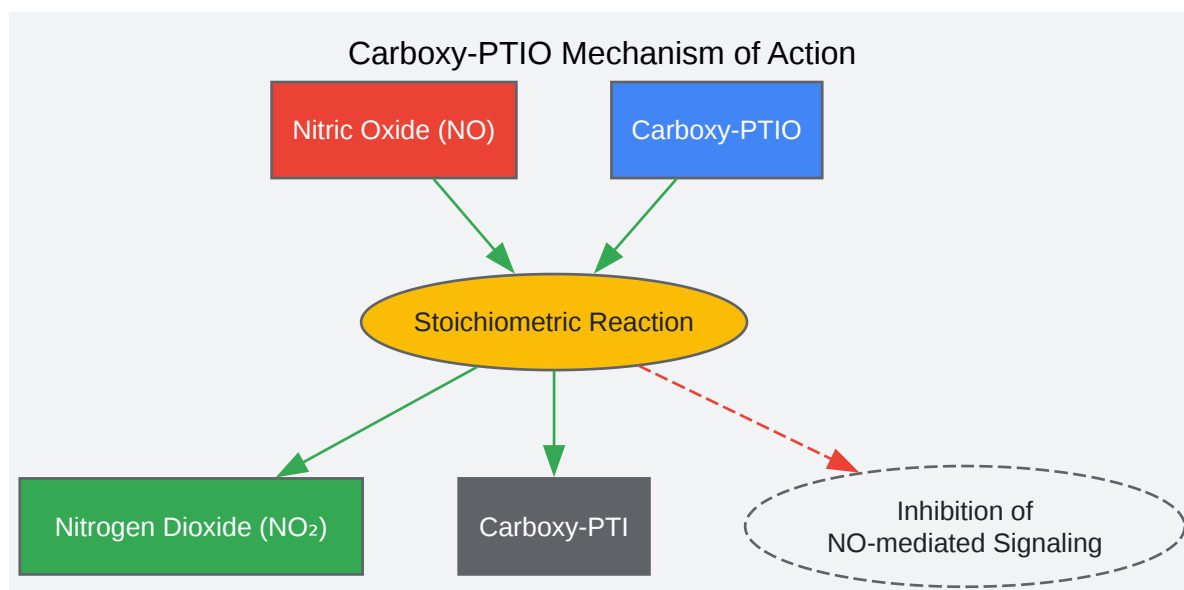 Carboxy-PTIO Mechanism of Action
Nitric Oxide (NO)
Carboxy-PTIO
Stoichiometric Reaction
Nitrogen Dioxide (NO₂)
Carboxy-PTI
Inhibition of
NO-mediated Signaling